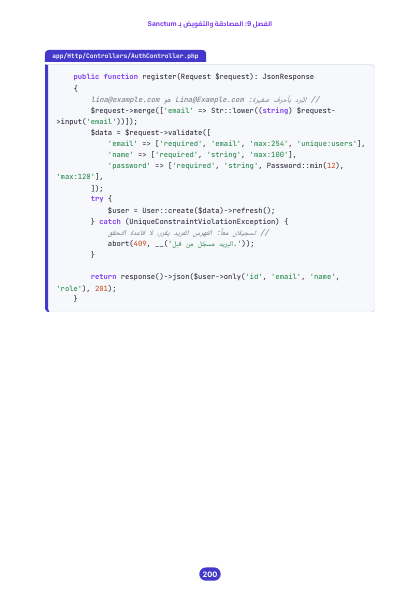 الفصل 9: المصادقة والتفويض بـ Sanctum
app/Http/Controllers/AuthController.php
public function register(Request $request): JsonResponse
{
// البريد بأحرف صغيرة: Lina@Example.com هو lina@example.com
$request->merge(['email' => Str::lower((string) $request-
>input('email'))]);
$data = $request->validate([
'email' => ['required', 'email', 'max:254', 'unique:users'],
'name' => ['required', 'string', 'max:100'],
'password' => ['required', 'string', Password::min(12),
'max:128'],
]);
try {
$user = User::create($data)->refresh();
} catch (UniqueConstraintViolationException) {
// تسجيلان معاً: الفهرس الفريد يقرر، لا قاعدة التحقق
abort(409, __('البريد مسجّل من قبل.'));
}
return response()->json($user->only('id', 'email', 'name',
'role'), 201);
}
200